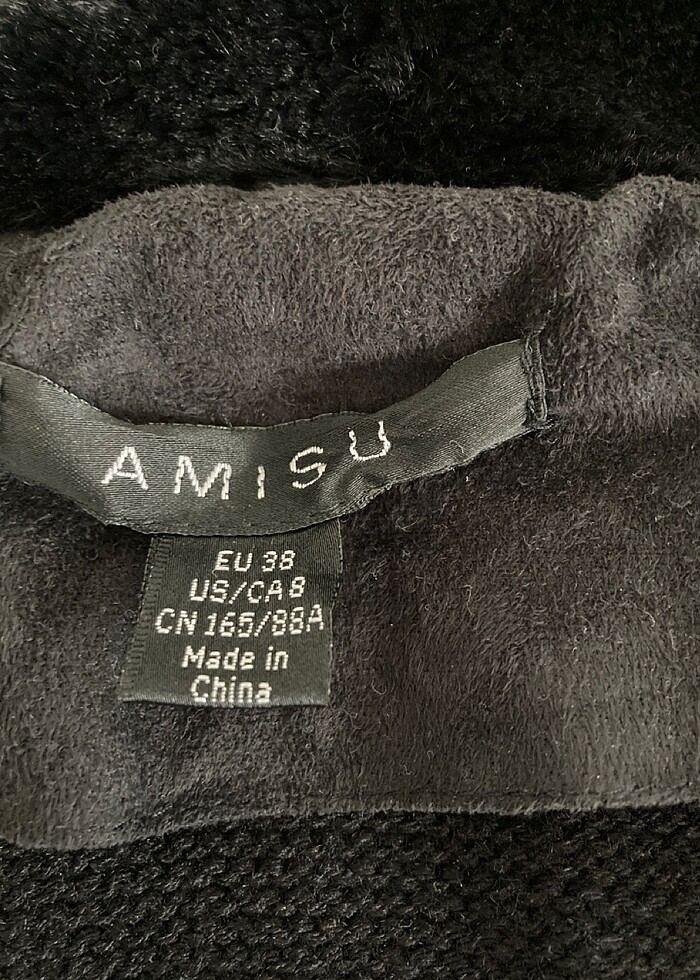 AMISU
EU 38
US/CA 8
CN 165/88A
Made in
China